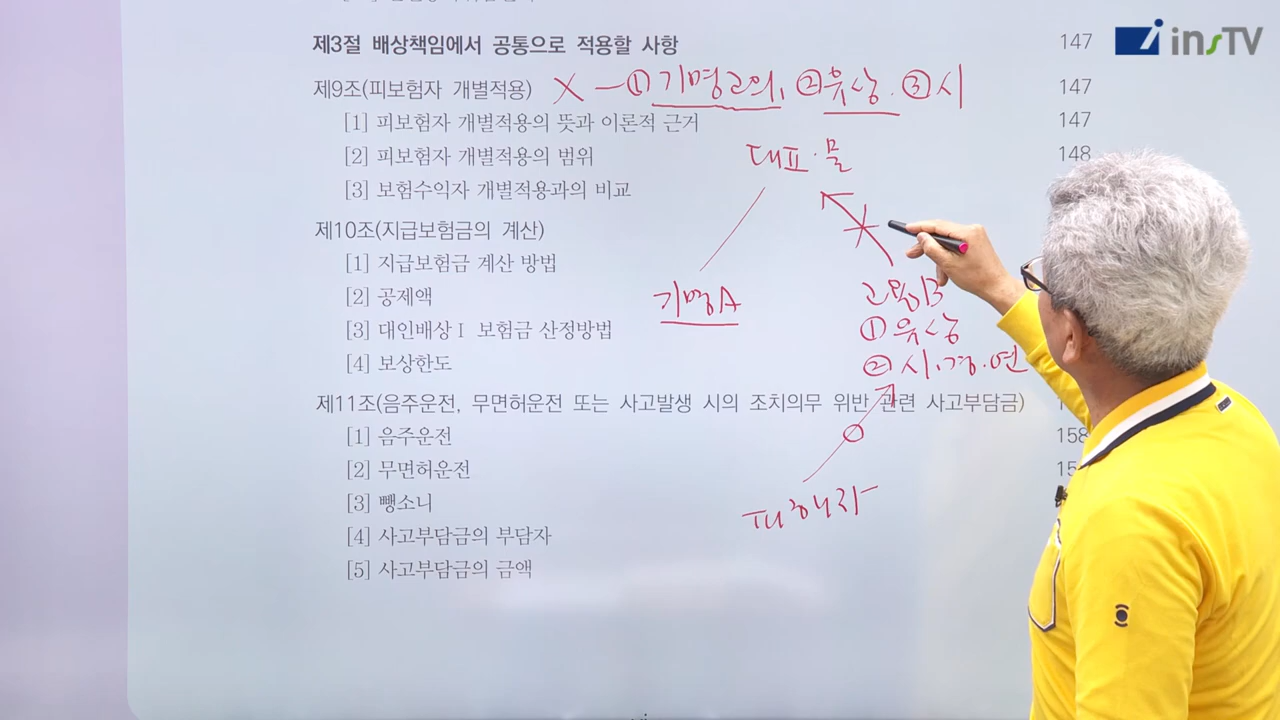 insTV
제3절 배상책임에서 공통으로 적용할 사항 147
제9조(피보험자 개별적용) X - ① 기명고의, ② 유상. ③ 시 147
[1] 피보험자 개별적용의 뜻과 이론적 근거 147
대표·물
[2] 피보험자 개별적용의 범위 148
[3] 보험수익자 개별적용과의 비교
제10조(지급보험금의 계산)
[1] 지급보험금 계산 방법
[2] 공제액
기명A
[3] 대인배상Ⅰ 보험금 산정방법
① 유상
[4] 보상한도
② 시, 경·연
제11조(음주운전, 무면허운전 또는 사고발생 시의 조치의무 위반 관련 사고부담금)
[1] 음주운전 158
[2] 무면허운전
[3] 뺑소니
피해자
[4] 사고부담금의 부담자
[5] 사고부담금의 금액